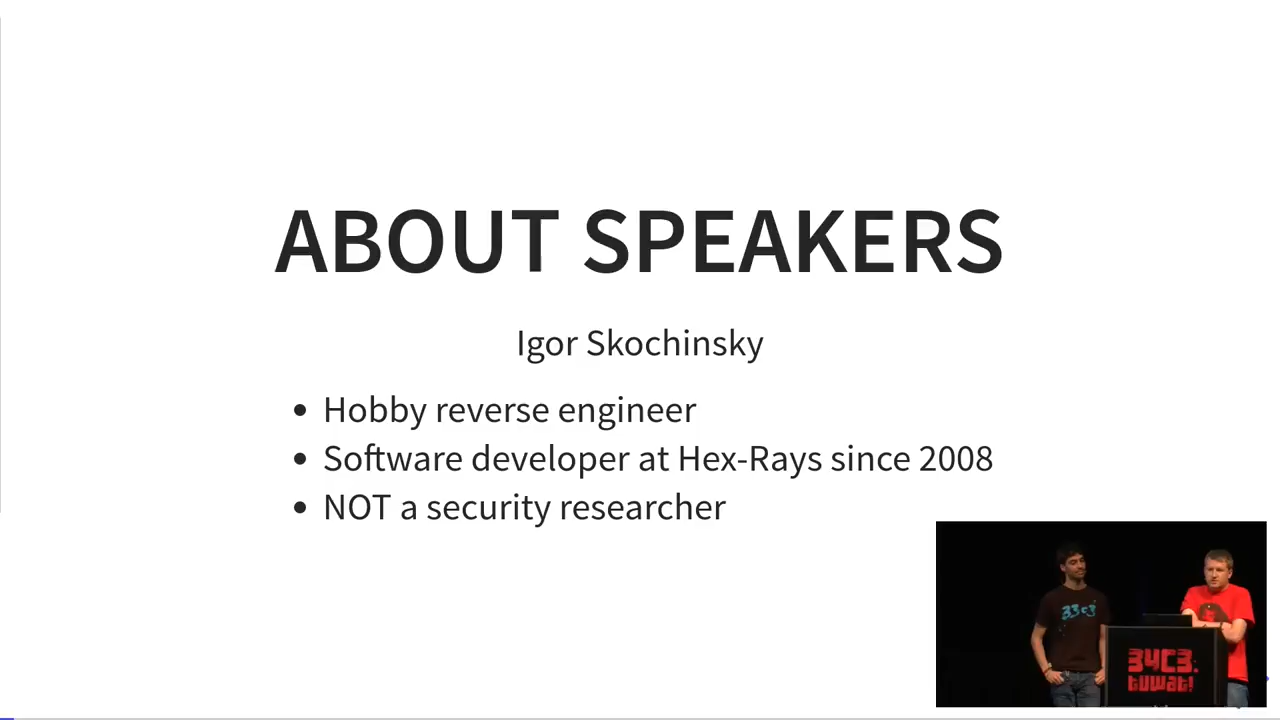 ABOUT SPEAKERS
Igor Skochinsky
• Hobby reverse engineer
• Software developer at Hex-Rays since 2008
• NOT a security researcher
33c3
34C3.
tuwat!